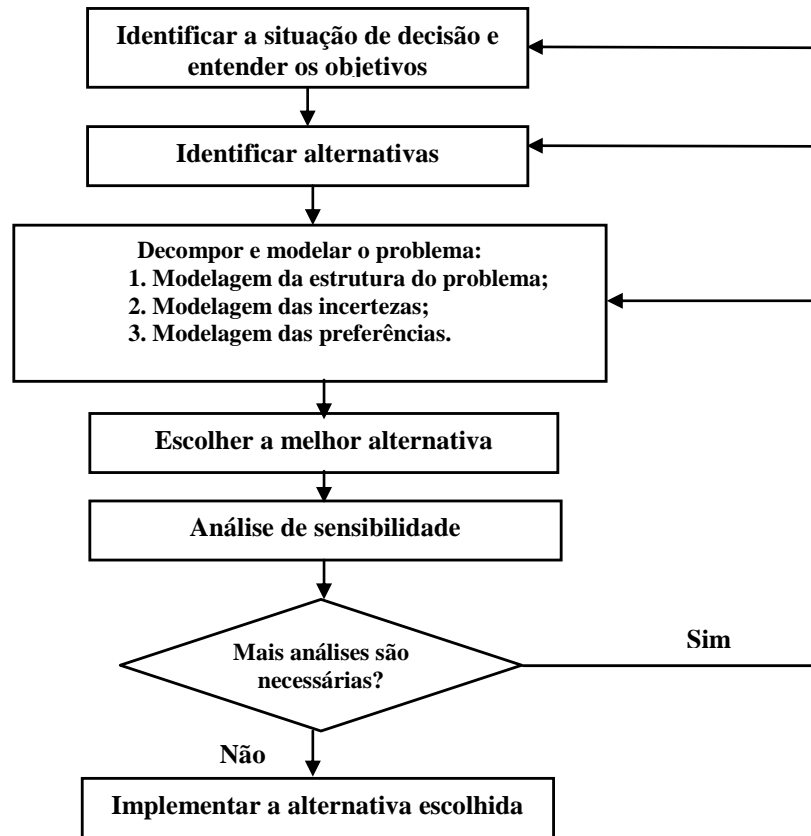 Identificar a situação de decisão e
entender os objetivos
Identificar alternativas
Decompor e modelar o problema:
1. Modelagem da estrutura do problema;
2. Modelagem das incertezas;
3. Modelagem das preferências.
Escolher a melhor alternativa
Análise de sensibilidade
Mais análises são
necessárias?
Sim
Não
Implementar a alternativa escolhida